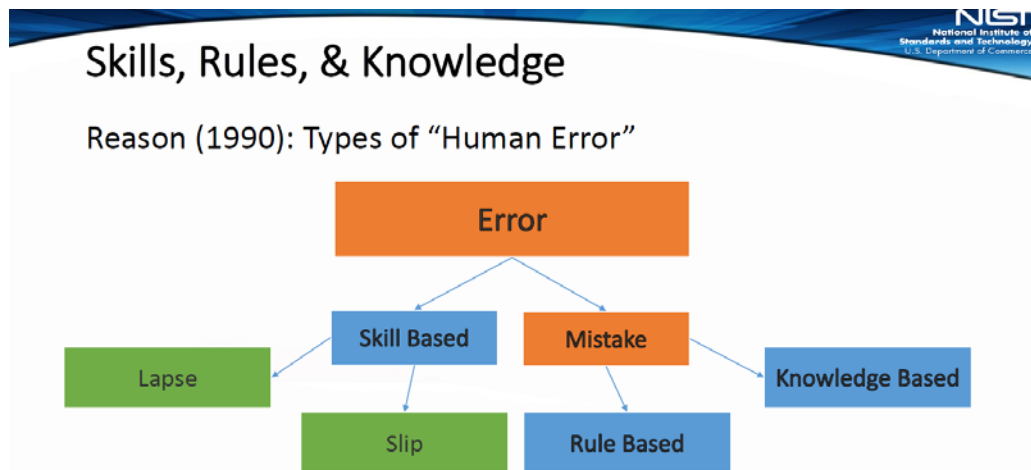 NIST
National Institute of
Standards and Technology
U.S. Department of Commerce
Skills, Rules, & Knowledge
Reason (1990): Types of “Human Error”
Error
Skill Based
Mistake
Lapse
Knowledge Based
Slip
Rule Based